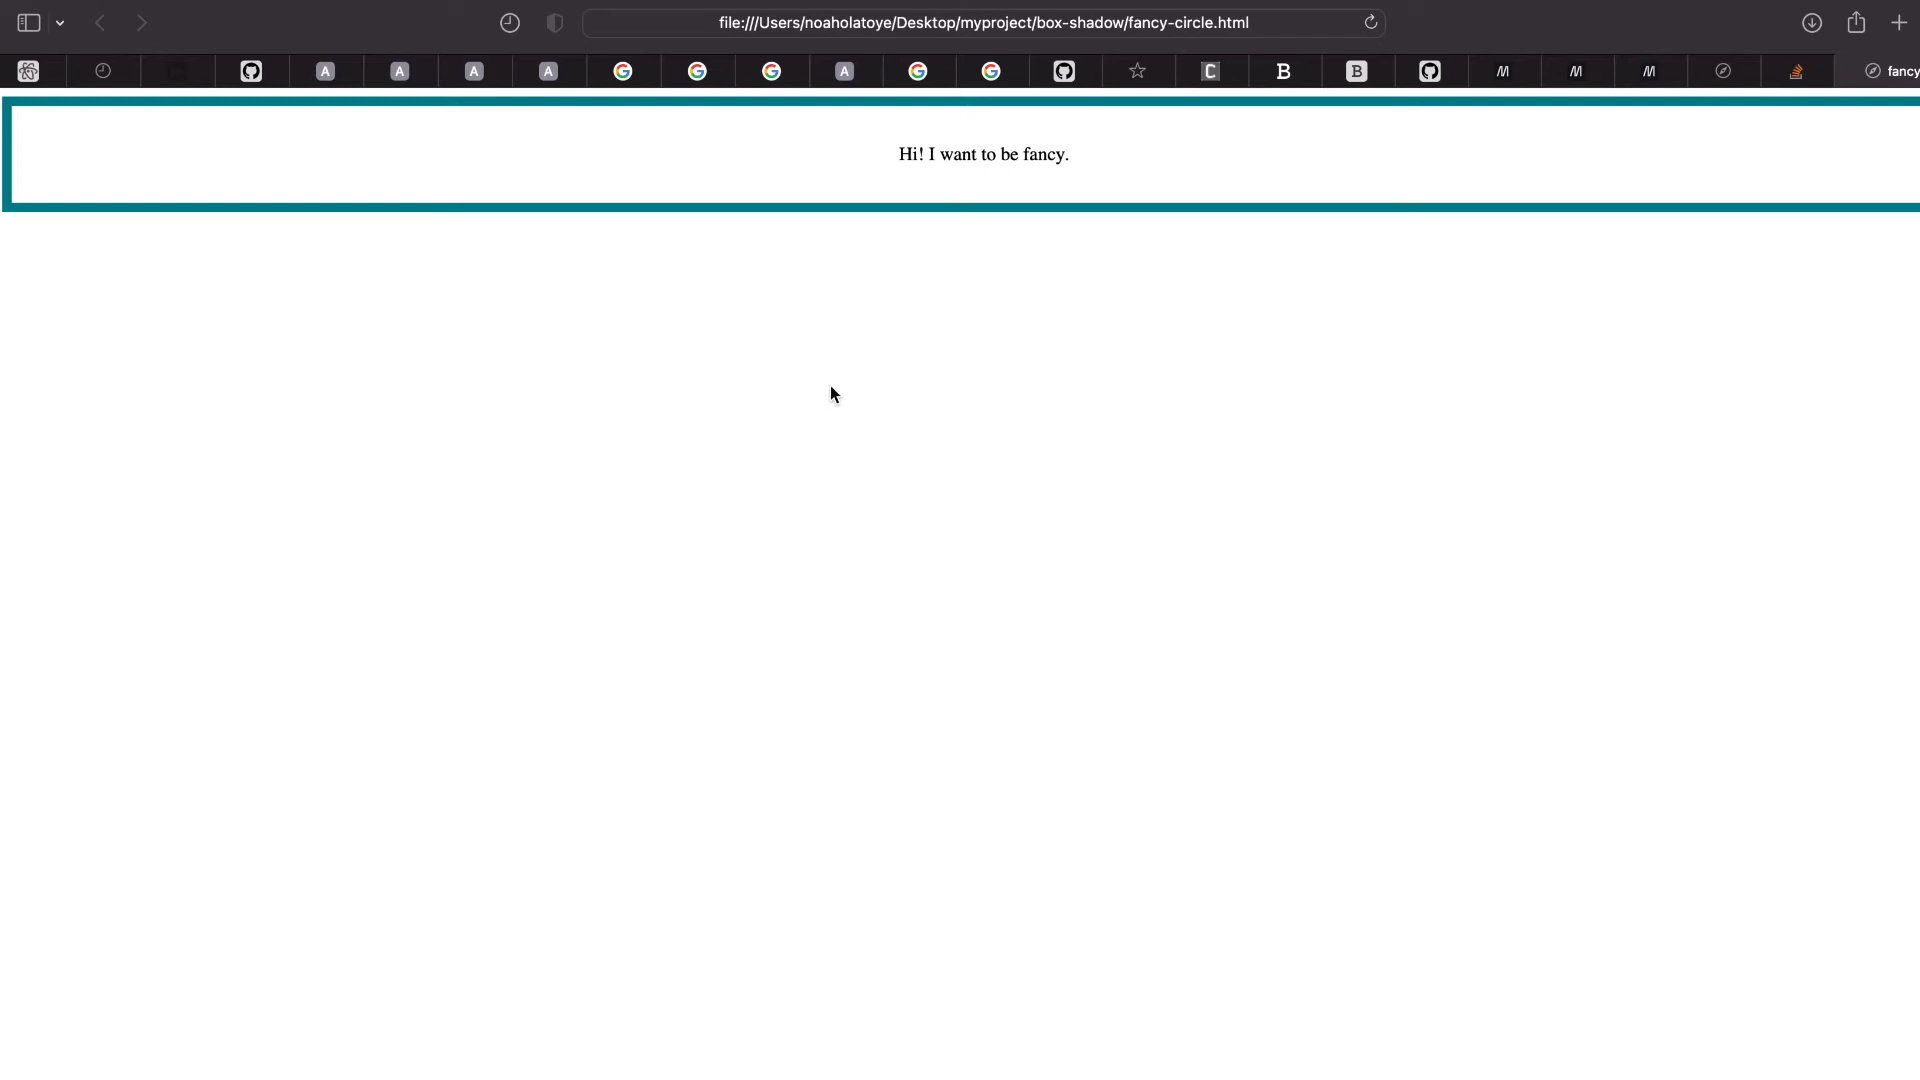 file:///Users/noaholatoye/Desktop/myproject/box-shadow/fancy-circle.html
A
A
A
A
G
G
G
A
G
G
C
B
B
fancy
Hi! I want to be fancy.